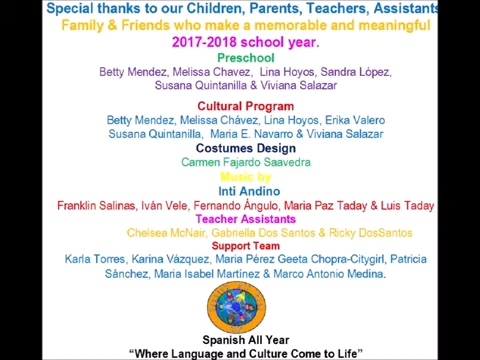 Special thanks to our Children, Parents, Teachers, Assistants
Family & Friends who make a memorable and meaningful
2017-2018 school year.
Preschool
Betty Mendez, Melissa Chavez, Lina Hoyos, Sandra López,
Susana Quintanilla & Viviana Salazar
Cultural Program
Betty Mendez, Melissa Chávez, Lina Hoyos, Erika Valero
Susana Quintanilla, Maria E. Navarro & Viviana Salazar
Costumes Design
Carmen Fajardo Saavedra
Music by
Inti Andino
Franklin Salinas, Iván Vele, Fernando Ángulo, Maria Paz Taday & Luis Taday
Teacher Assistants
Chelsea McNair, Gabriella Dos Santos & Ricky DosSantos
Support Team
Karla Torres, Karina Vázquez, Maria Pérez Geeta Chopra-Citygirl, Patricia
Sánchez, Maria Isabel Martínez & Marco Antonio Medina.
Spanish All Year
“Where Language and Culture Come to Life”